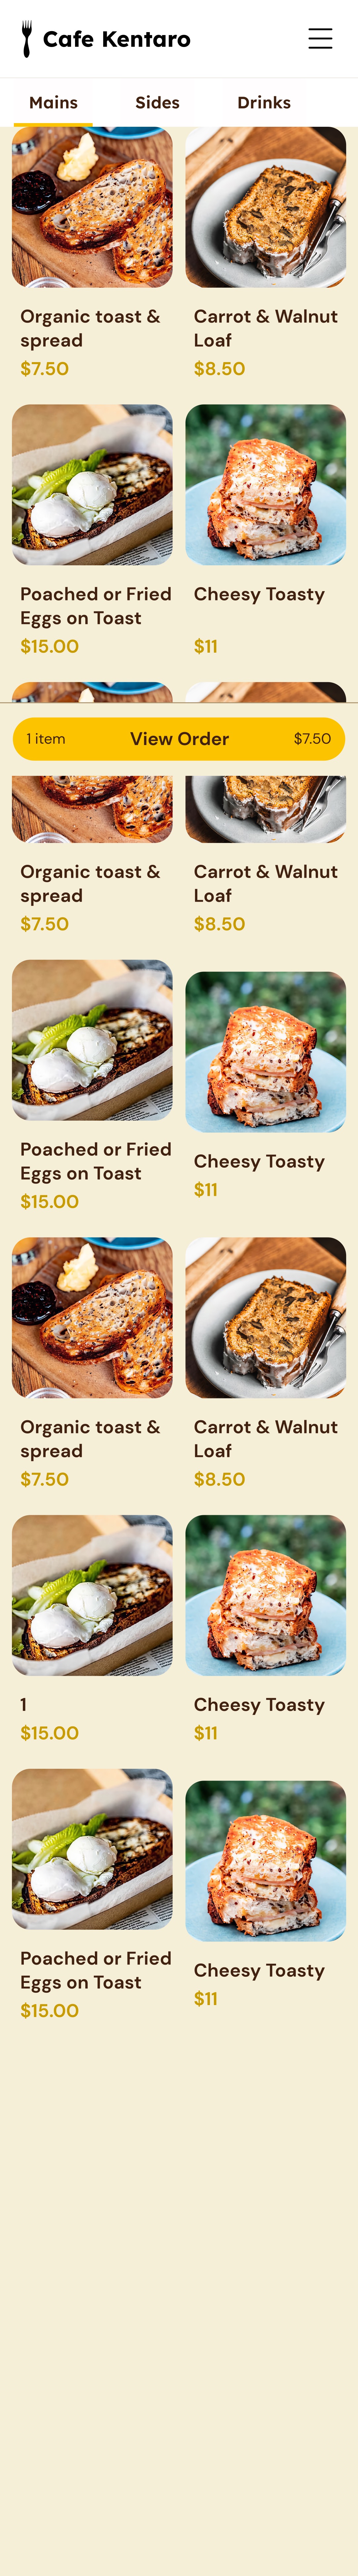 Cafe Kentaro
Mains Sides Drinks
Organic toast &
spread
$7.50
Carrot & Walnut
Loaf
$8.50
Poached or Fried
Eggs on Toast
$15.00
Cheesy Toasty
$11
1 item View Order $7.50
Organic toast &
spread
$7.50
Carrot & Walnut
Loaf
$8.50
Poached or Fried
Eggs on Toast
$15.00
Cheesy Toasty
$11
Organic toast &
spread
$7.50
Carrot & Walnut
Loaf
$8.50
1
$15.00
Cheesy Toasty
$11
Poached or Fried
Eggs on Toast
$15.00
Cheesy Toasty
$11